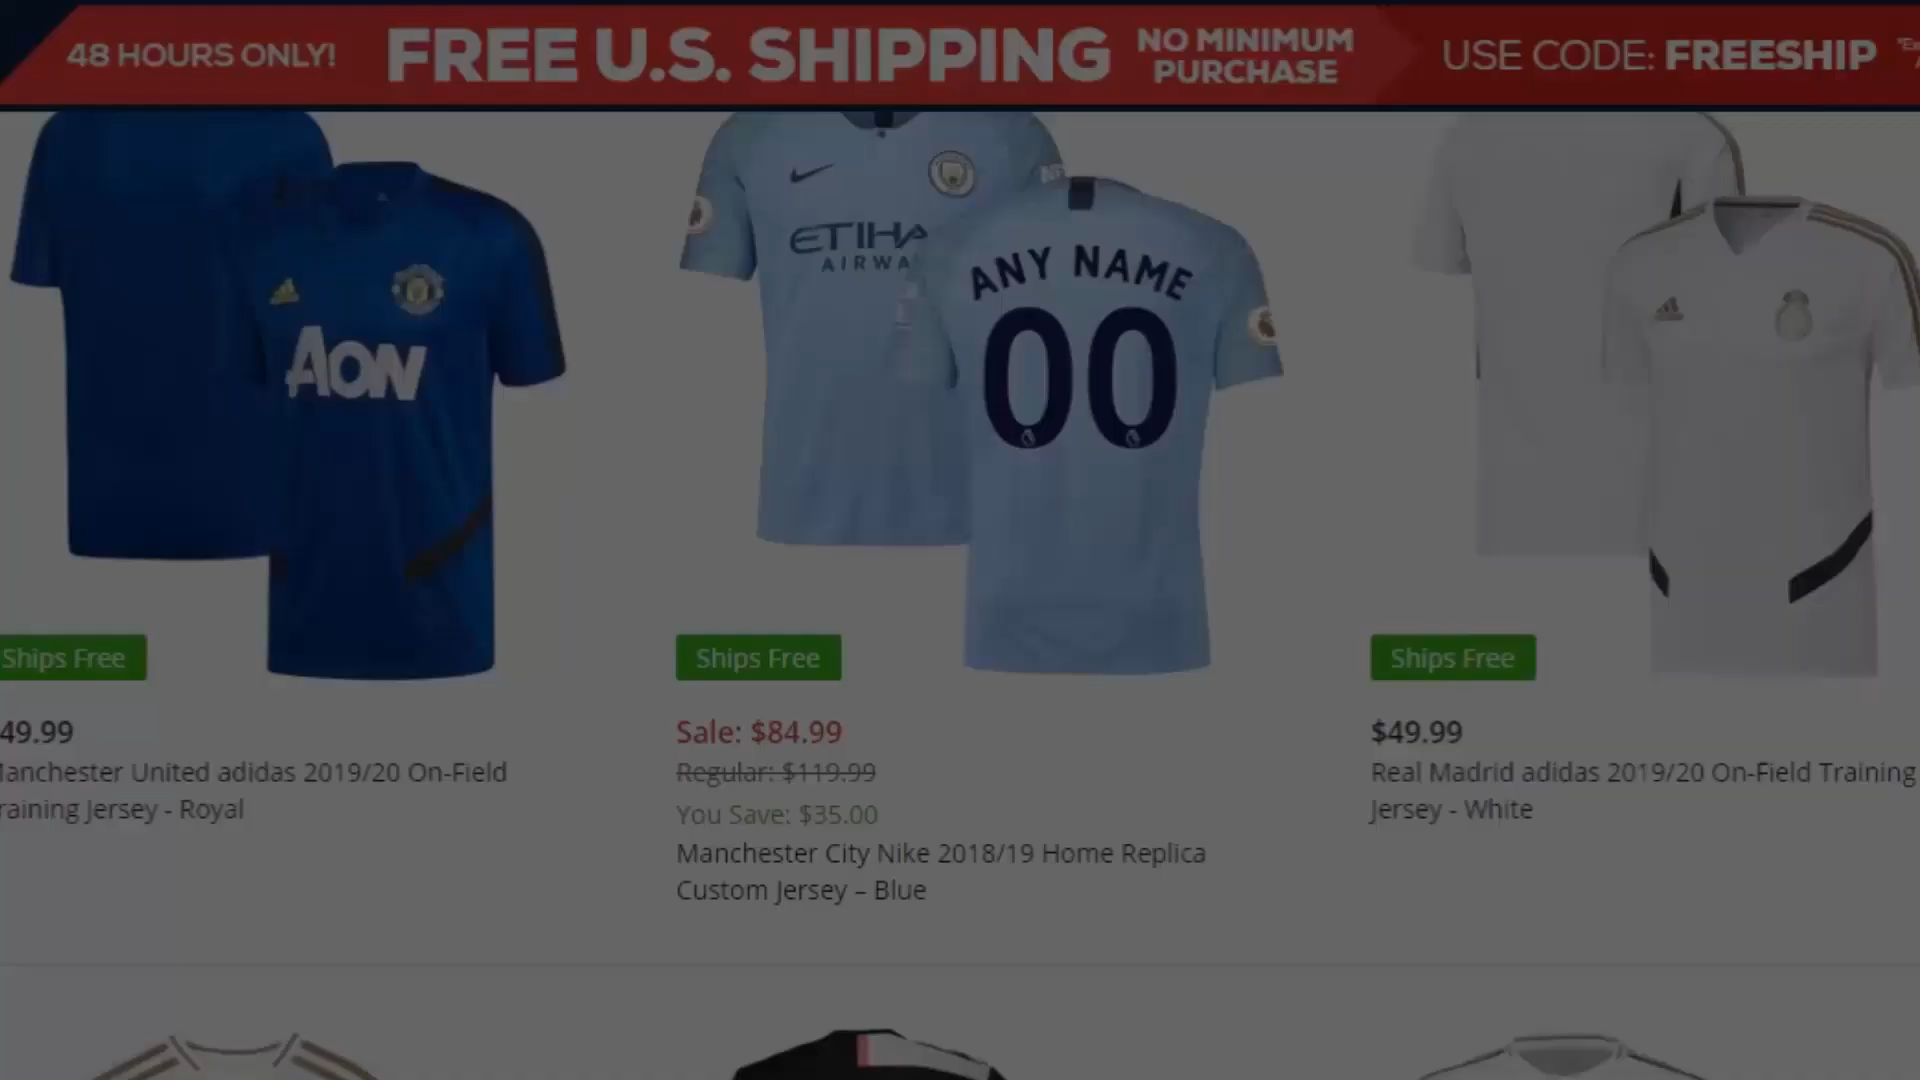 48 HOURS ONLY!
FREE U.S. SHIPPING
NO MINIMUM
PURCHASE
USE CODE: FREESHIP
AON
ETIHA
AIRWA
ANY NAME
00
Ships Free
49.99
Manchester United adidas 2019/20 On-Field
raining Jersey - Royal
Ships Free
Sale: $84.99
Regular: $119.99
You Save: $35.00
Manchester City Nike 2018/19 Home Replica
Custom Jersey – Blue
Ships Free
$49.99
Real Madrid adidas 2019/20 On-Field Training
Jersey - White